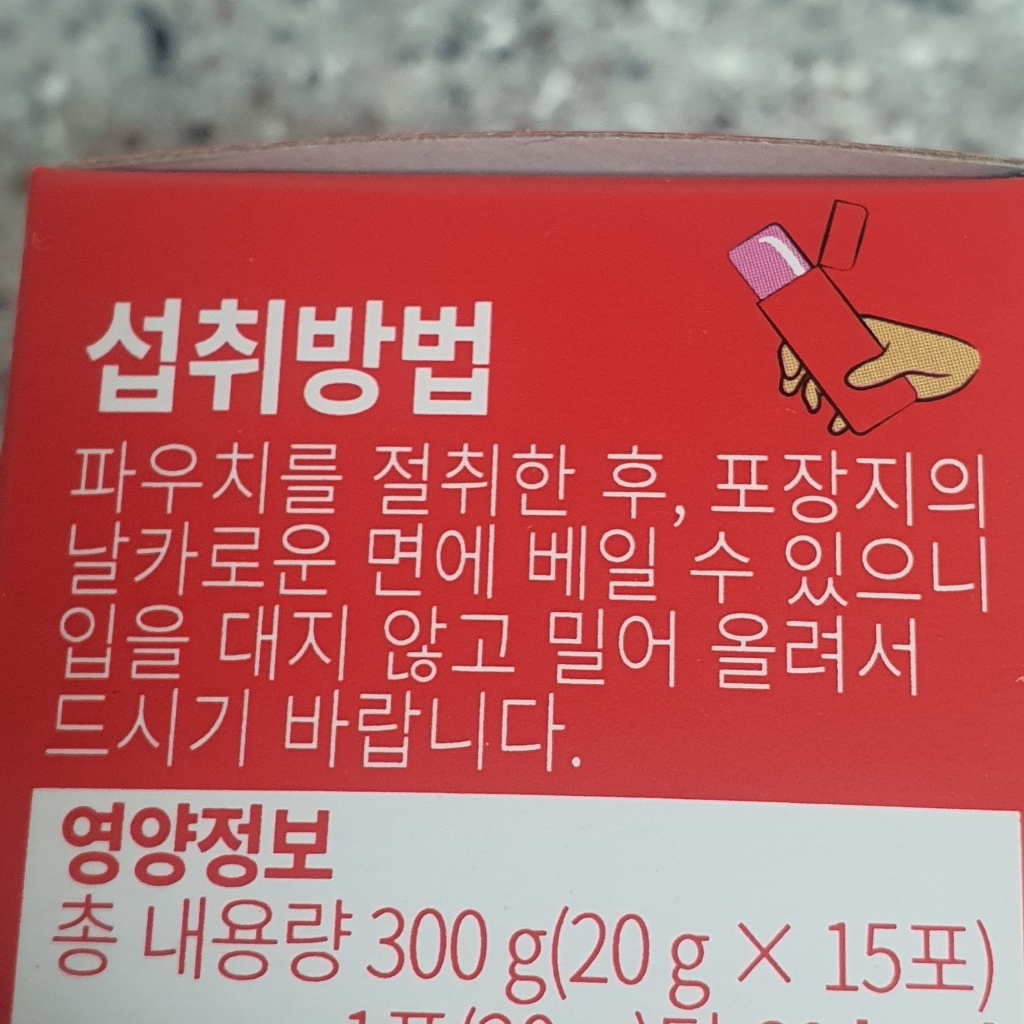 섭취방법
파우치를 절취한 후, 포장지의
날카로운 면에 베일 수 있으니
입을 대지 않고 밀어 올려서
드시기 바랍니다.
영양정보
총 내용량 300 g(20 g × 15포)